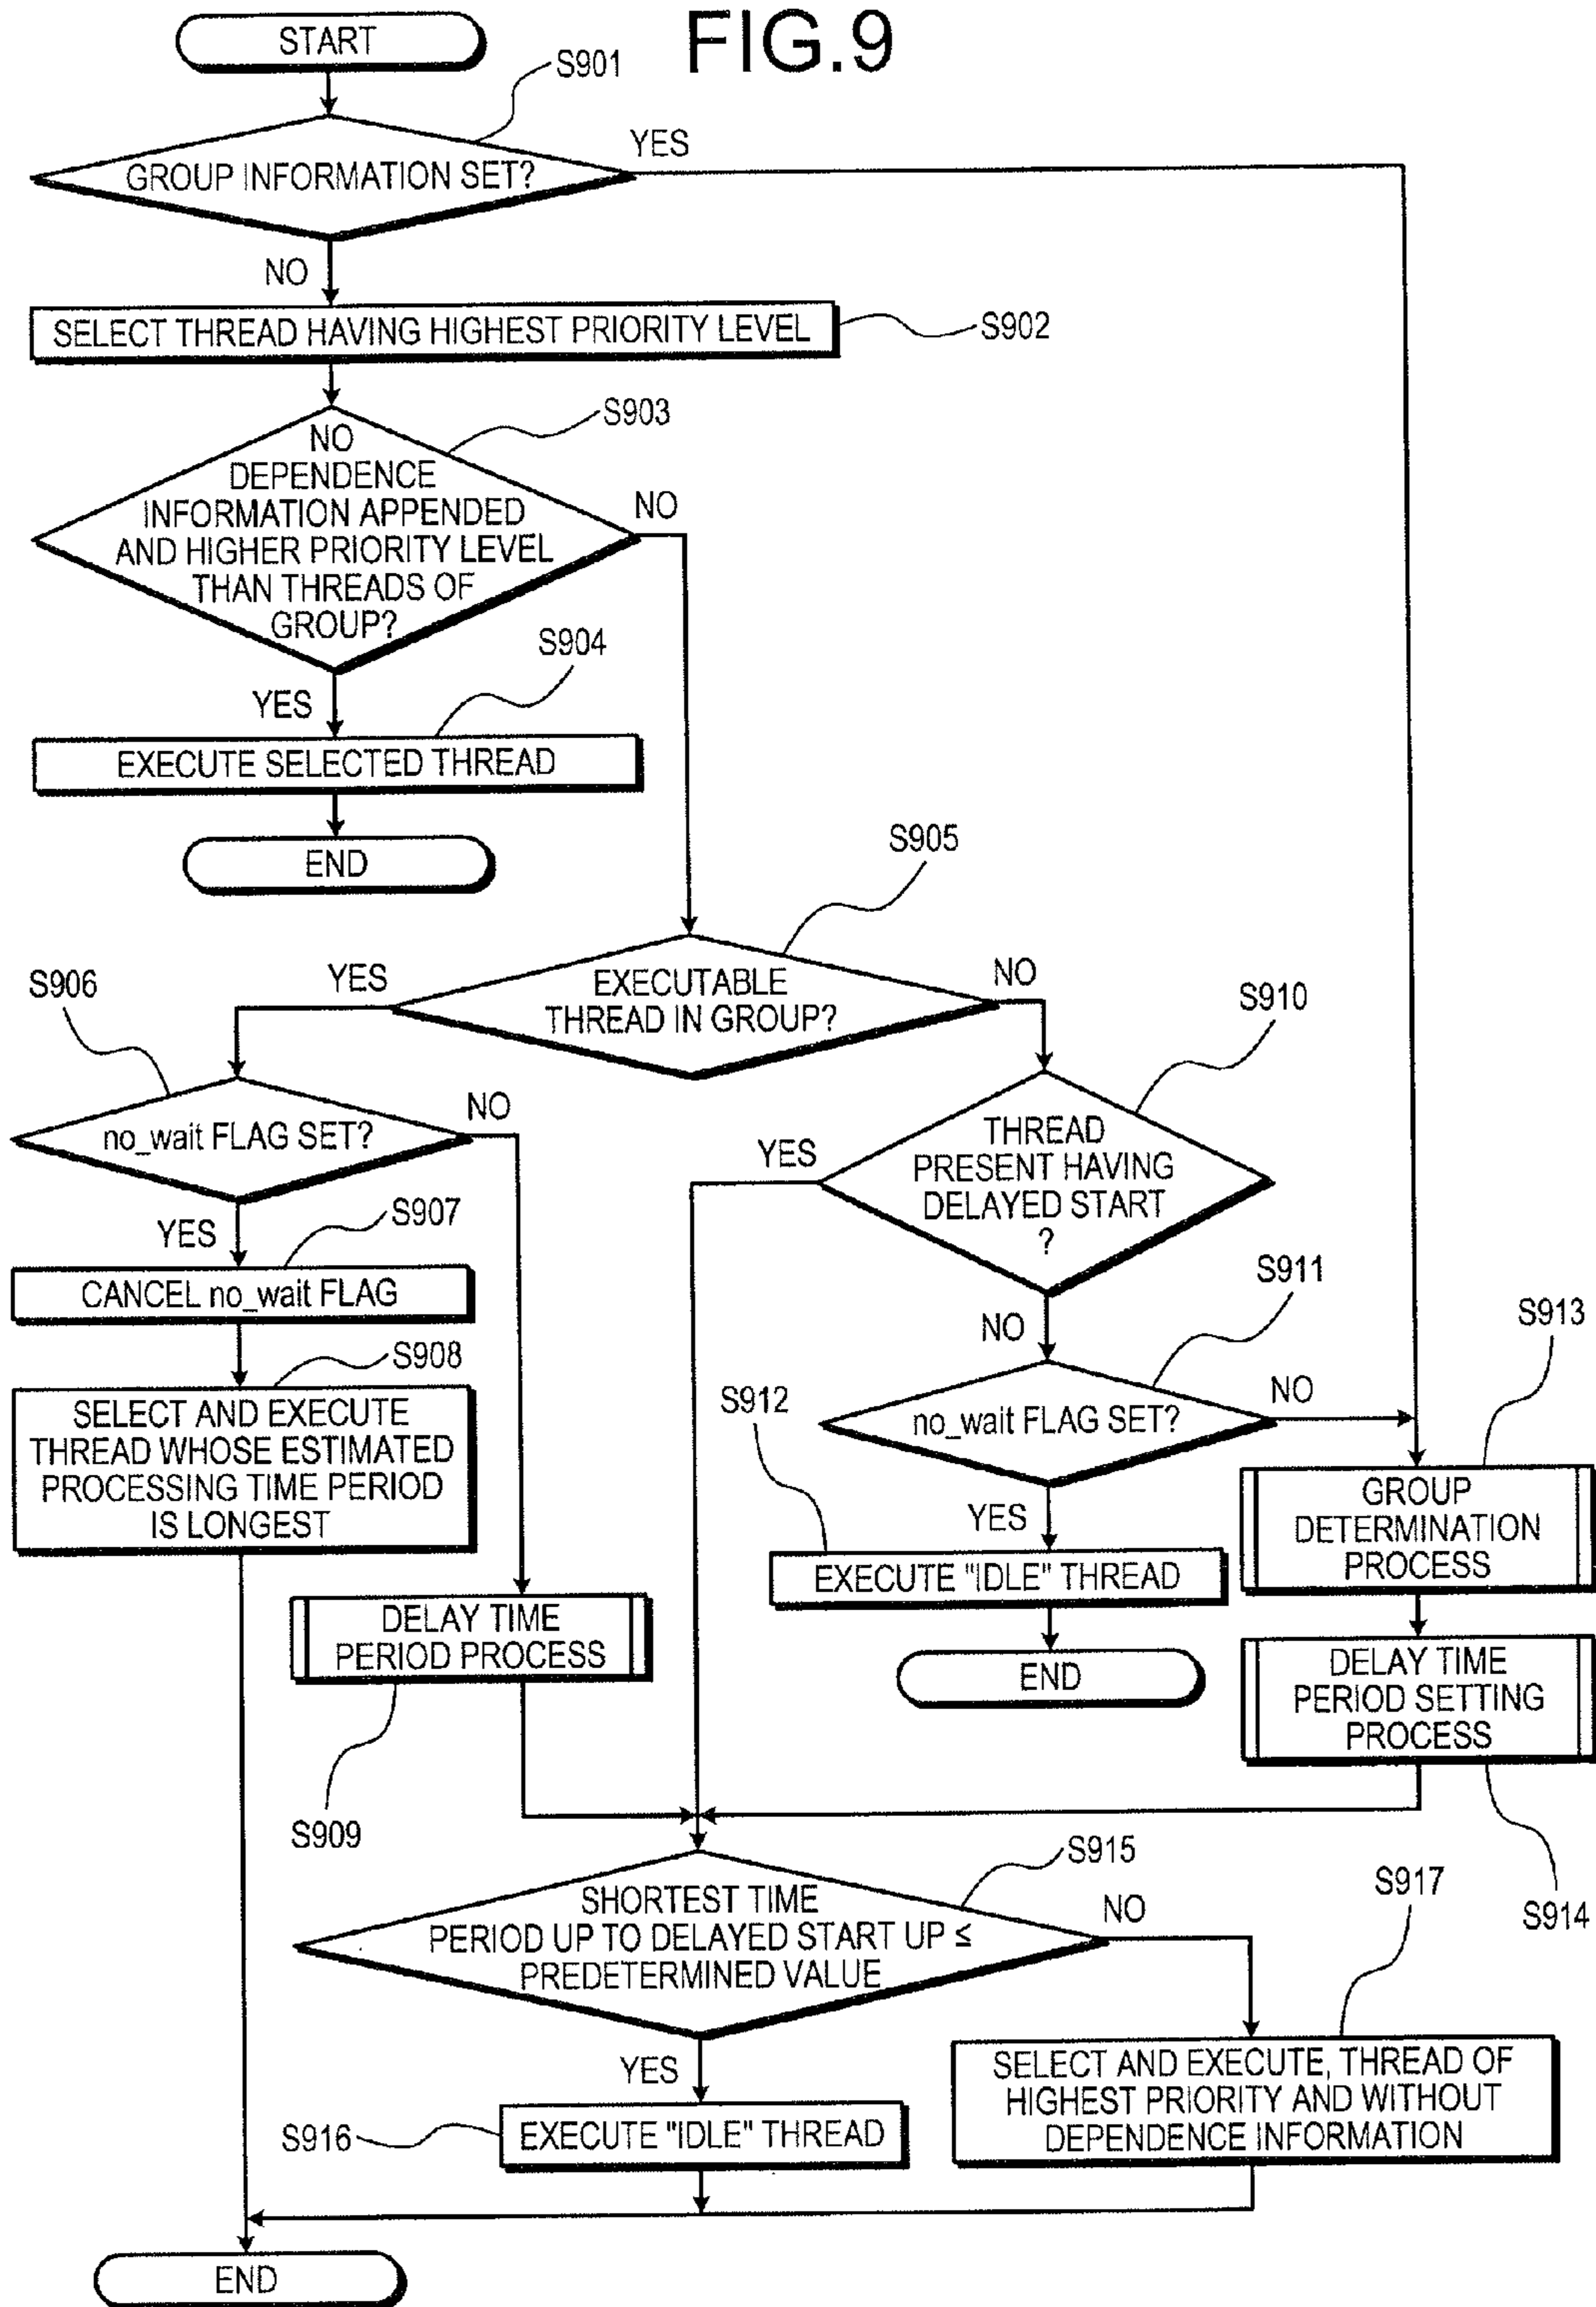 FIG.9
START
S901
GROUP INFORMATION SET?
YES
NO
SELECT THREAD HAVING HIGHEST PRIORITY LEVEL
S902
S903
NO
DEPENDENCE
INFORMATION APPENDED
AND HIGHER PRIORITY LEVEL
THAN THREADS OF
GROUP?
NO
YES
S904
EXECUTE SELECTED THREAD
END
S905
EXECUTABLE
THREAD IN GROUP?
YES
NO
S906
no_wait FLAG SET?
NO
YES
S907
CANCEL no_wait FLAG
S908
SELECT AND EXECUTE
THREAD WHOSE ESTIMATED
PROCESSING TIME PERIOD
IS LONGEST
DELAY TIME
PERIOD PROCESS
S909
S910
THREAD
PRESENT HAVING
DELAYED START
?
YES
NO
S911
no_wait FLAG SET?
NO
YES
S912
EXECUTE "IDLE" THREAD
END
S913
GROUP
DETERMINATION
PROCESS
DELAY TIME
PERIOD SETTING
PROCESS
S914
S915
SHORTEST TIME
PERIOD UP TO DELAYED START UP ≤
PREDETERMINED VALUE
NO
YES
S916
EXECUTE "IDLE" THREAD
S917
SELECT AND EXECUTE, THREAD OF
HIGHEST PRIORITY AND WITHOUT
DEPENDENCE INFORMATION
END